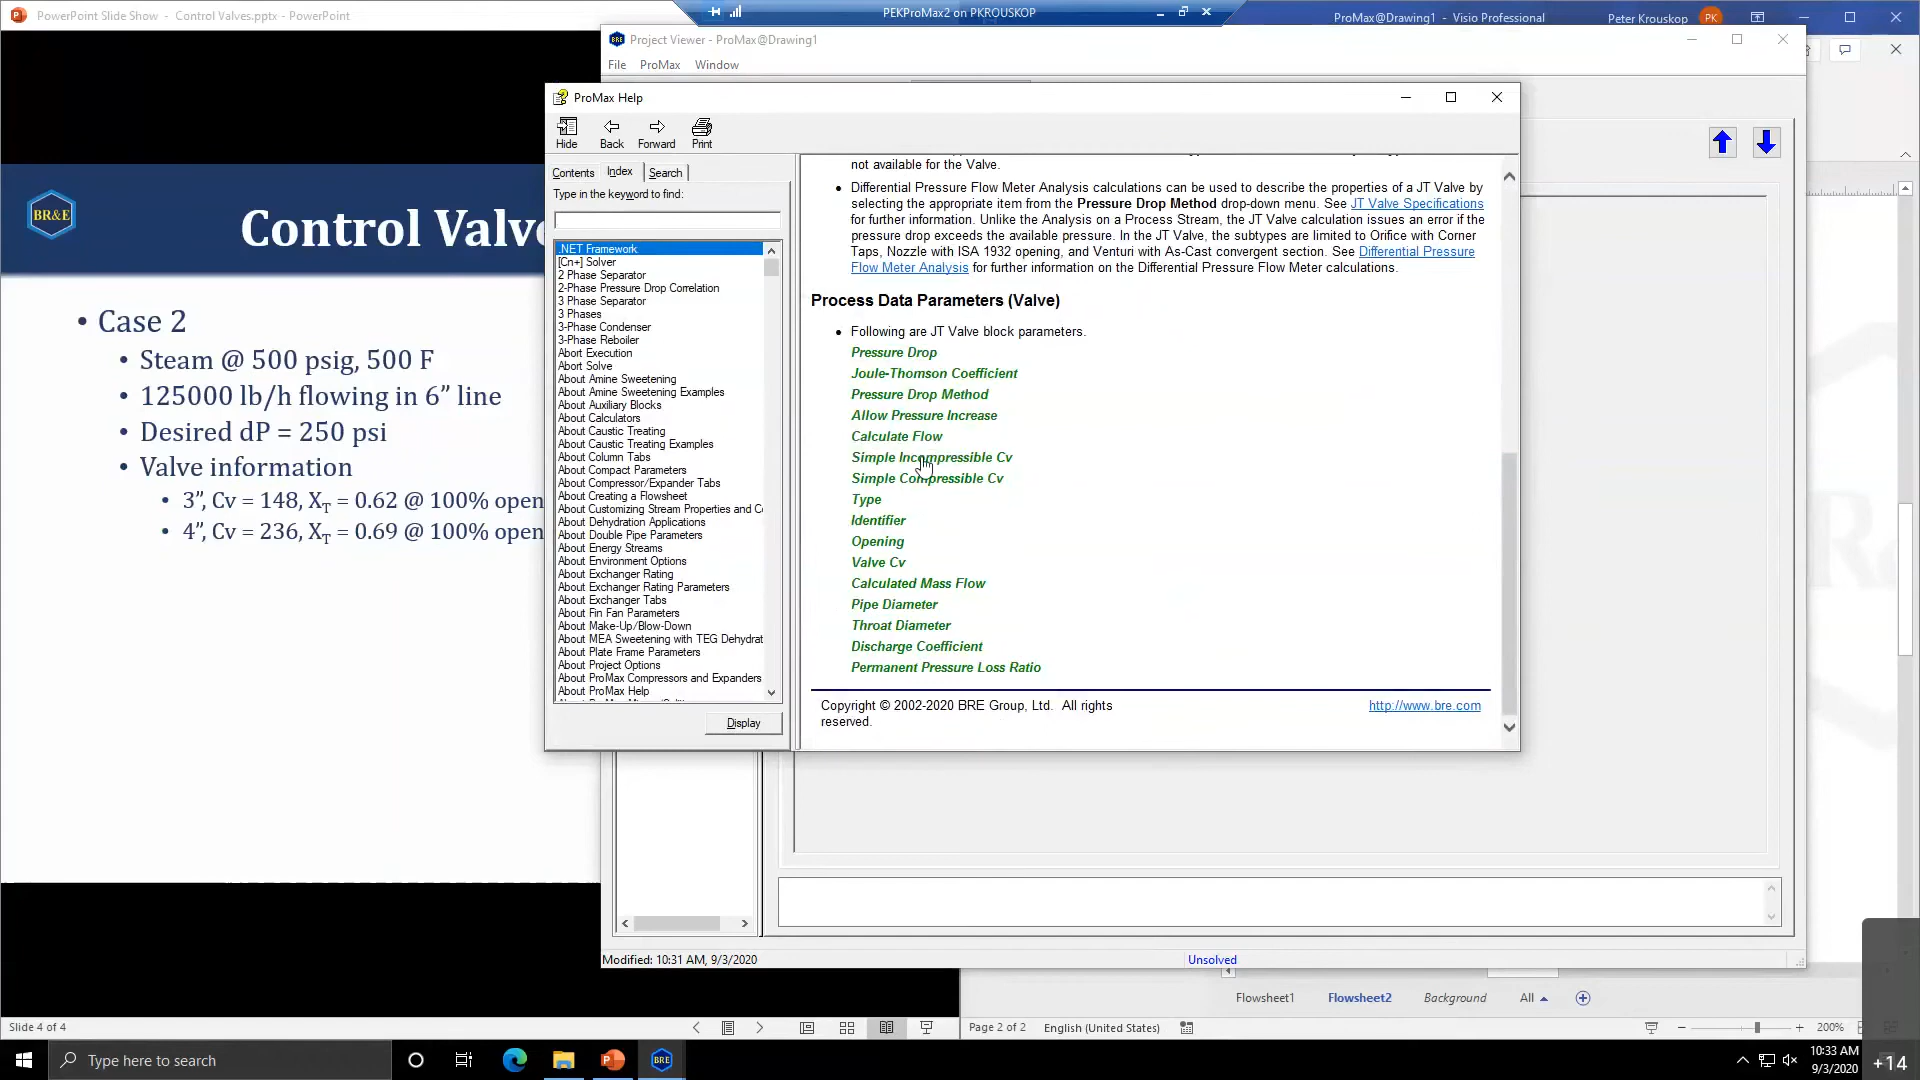 PowerPoint Slide Show - Control Valves.pptx - PowerPoint
PEKProMax2 on PKROUSKOP
ProMax@Drawing1 - Visio Professional
Peter Krouskop
PK
Project Viewer - ProMax@Drawing1
File ProMax Window
ProMax Help
Hide Back Forward Print
Contents Index Search
Type in the keyword to find:
.NET Framework
[Cn+] Solver
2 Phase Separator
2-Phase Pressure Drop Correlation
3 Phase Separator
3 Phases
3-Phase Condenser
3-Phase Reboiler
Abort Execution
Abort Solve
About Amine Sweetening
About Amine Sweetening Examples
About Auxiliary Blocks
About Calculators
About Caustic Treating
About Caustic Treating Examples
About Column Tabs
About Compact Parameters
About Compressor/Expander Tabs
About Creating a Flowsheet
About Customizing Stream Properties and C
About Dehydration Applications
About Double Pipe Parameters
About Energy Streams
About Environment Options
About Exchanger Rating
About Exchanger Rating Parameters
About Exchanger Tabs
About Fin Fan Parameters
About Make-Up/Blow-Down
About MEA Sweetening with TEG Dehydrat
About Plate Frame Parameters
About Project Options
About ProMax Compressors and Expanders
About ProMax Help
Display
not available for the Valve.
• Differential Pressure Flow Meter Analysis calculations can be used to describe the properties of a JT Valve by
selecting the appropriate item from the Pressure Drop Method drop-down menu. See JT Valve Specifications
for further information. Unlike the Analysis on a Process Stream, the JT Valve calculation issues an error if the
pressure drop exceeds the available pressure. In the JT Valve, the subtypes are limited to Orifice with Corner
Taps, Nozzle with ISA 1932 opening, and Venturi with As-Cast convergent section. See Differential Pressure
Flow Meter Analysis for further information on the Differential Pressure Flow Meter calculations.
Process Data Parameters (Valve)
• Following are JT Valve block parameters.
Pressure Drop
Joule-Thomson Coefficient
Pressure Drop Method
Allow Pressure Increase
Calculate Flow
Simple Incompressible Cv
Simple Compressible Cv
Type
Identifier
Opening
Valve Cv
Calculated Mass Flow
Pipe Diameter
Throat Diameter
Discharge Coefficient
Permanent Pressure Loss Ratio
Copyright © 2002-2020 BRE Group, Ltd. All rights
reserved.
http://www.bre.com
BR&E
Control Valve
• Case 2
• Steam @ 500 psig, 500 F
• 125000 lb/h flowing in 6” line
• Desired dP = 250 psi
• Valve information
• 3”, Cv = 148, XT = 0.62 @ 100% open
• 4”, Cv = 236, XT = 0.69 @ 100% open
Modified: 10:31 AM, 9/3/2020
Unsolved
Flowsheet1 Flowsheet2 Background All
Slide 4 of 4
Page 2 of 2 English (United States)
200%
Type here to search
BRE
10:33 AM
9/3/2020
+14